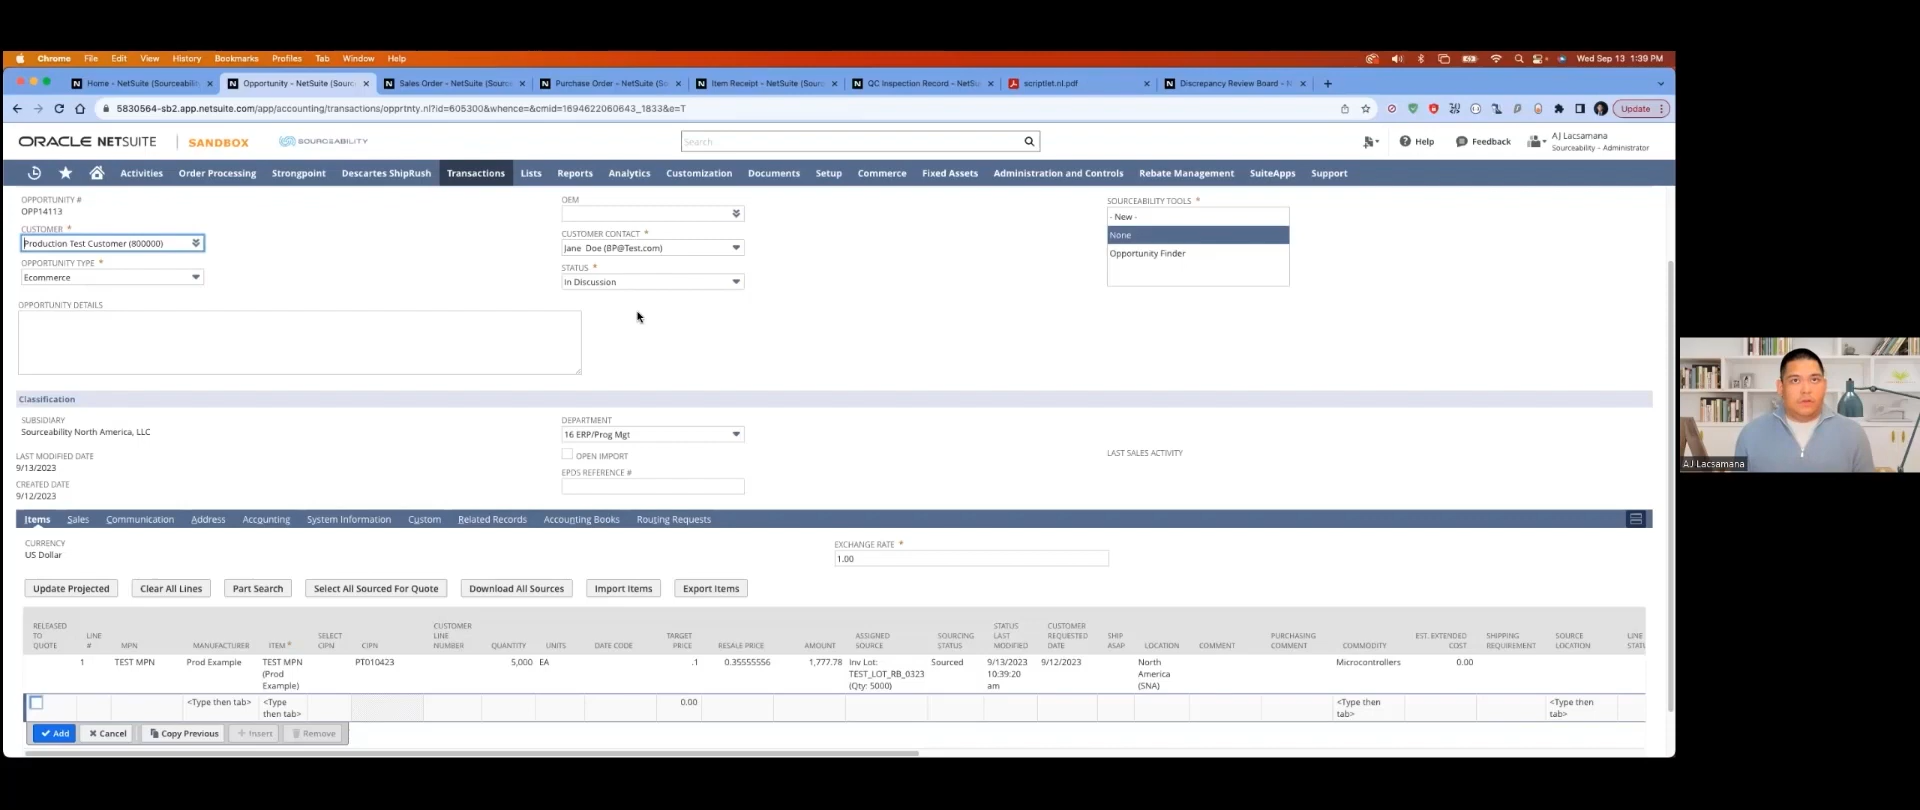 Chrome File Edit View History Bookmarks Profiles Tab Window Help Wed Sep 13 1:39 PM
Home – NetSuite (Sourceabilit Opportunity – NetSuite (Sourc Sales Order – NetSuite (Source Purchase Order – NetSuite (So Item Receipt – NetSuite (Sourc QC Inspection Record – NetSui scriptlet.nl.pdf Discrepancy Review Board – N
5830564-sb2.app.netsuite.com/app/accounting/transactions/opprtnty.nl?id=605300&whence=&cmid=1694622060643_1833&e=T Update
ORACLE NETSUITE SANDBOX SOURCEABILITY Search Help Feedback AJ Lacsamana
Sourceability – Administrator
Activities Order Processing Strongpoint Descartes ShipRush Transactions Lists Reports Analytics Customization Documents Setup Commerce Fixed Assets Administration and Controls Rebate Management SuiteApps Support
OPPORTUNITY #
OPP14113
CUSTOMER *
Production Test Customer (800000)
OPPORTUNITY TYPE *
Ecommerce
OPPORTUNITY DETAILS
OEM
CUSTOMER CONTACT *
Jane Doe (BP@Test.com)
STATUS *
In Discussion
SOURCEABILITY TOOLS *
- New -
None
Opportunity Finder
Classification
SUBSIDIARY
Sourceability North America, LLC
LAST MODIFIED DATE
9/13/2023
CREATED DATE
9/12/2023
DEPARTMENT
16 ERP/Prog Mgt
OPEN IMPORT
EPDS REFERENCE #
LAST SALES ACTIVITY
AJ Lacsamana
Items Sales Communication Address Accounting System Information Custom Related Records Accounting Books Routing Requests
CURRENCY
US Dollar
EXCHANGE RATE *
1.00
Update Projected Clear All Lines Part Search Select All Sourced For Quote Download All Sources Import Items Export Items
RELEASED TO QUOTE LINE # MPN MANUFACTURER ITEM * SELECT CIPN CIPN CUSTOMER LINE NUMBER QUANTITY UNITS DATE CODE TARGET PRICE RESALE PRICE AMOUNT ASSIGNED SOURCE SOURCING STATUS STATUS LAST MODIFIED CUSTOMER REQUESTED DATE SHIP ASAP LOCATION COMMENT PURCHASING COMMENT COMMODITY EST. EXTENDED COST SHIPPING REQUIREMENT SOURCE LOCATION LINE STATU
1 TEST MPN Prod Example TEST MPN (Prod Example) PT010423 5,000 EA .1 0.35555556 1,777.78 Inv Lot: TEST_LOT_RB_0323 (Qty: 5000) Sourced 9/13/2023 10:39:20 am 9/12/2023 North America (SNA) Microcontrollers 0.00
<Type then tab> <Type then tab> 0.00 <Type then tab> <Type then tab>
Add Cancel Copy Previous Insert Remove